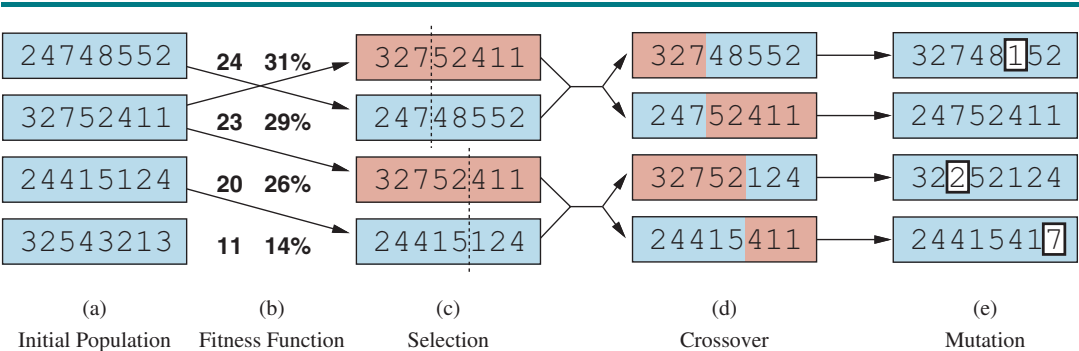 24748552 24 31% 32752411 32748552 32748152
32752411 23 29% 24748552 24752411 24752411
24415124 20 26% 32752411 32752124 32252124
32543213 11 14% 24415124 24415411 24415417
(a) (b) (c) (d) (e)
Initial Population Fitness Function Selection Crossover Mutation